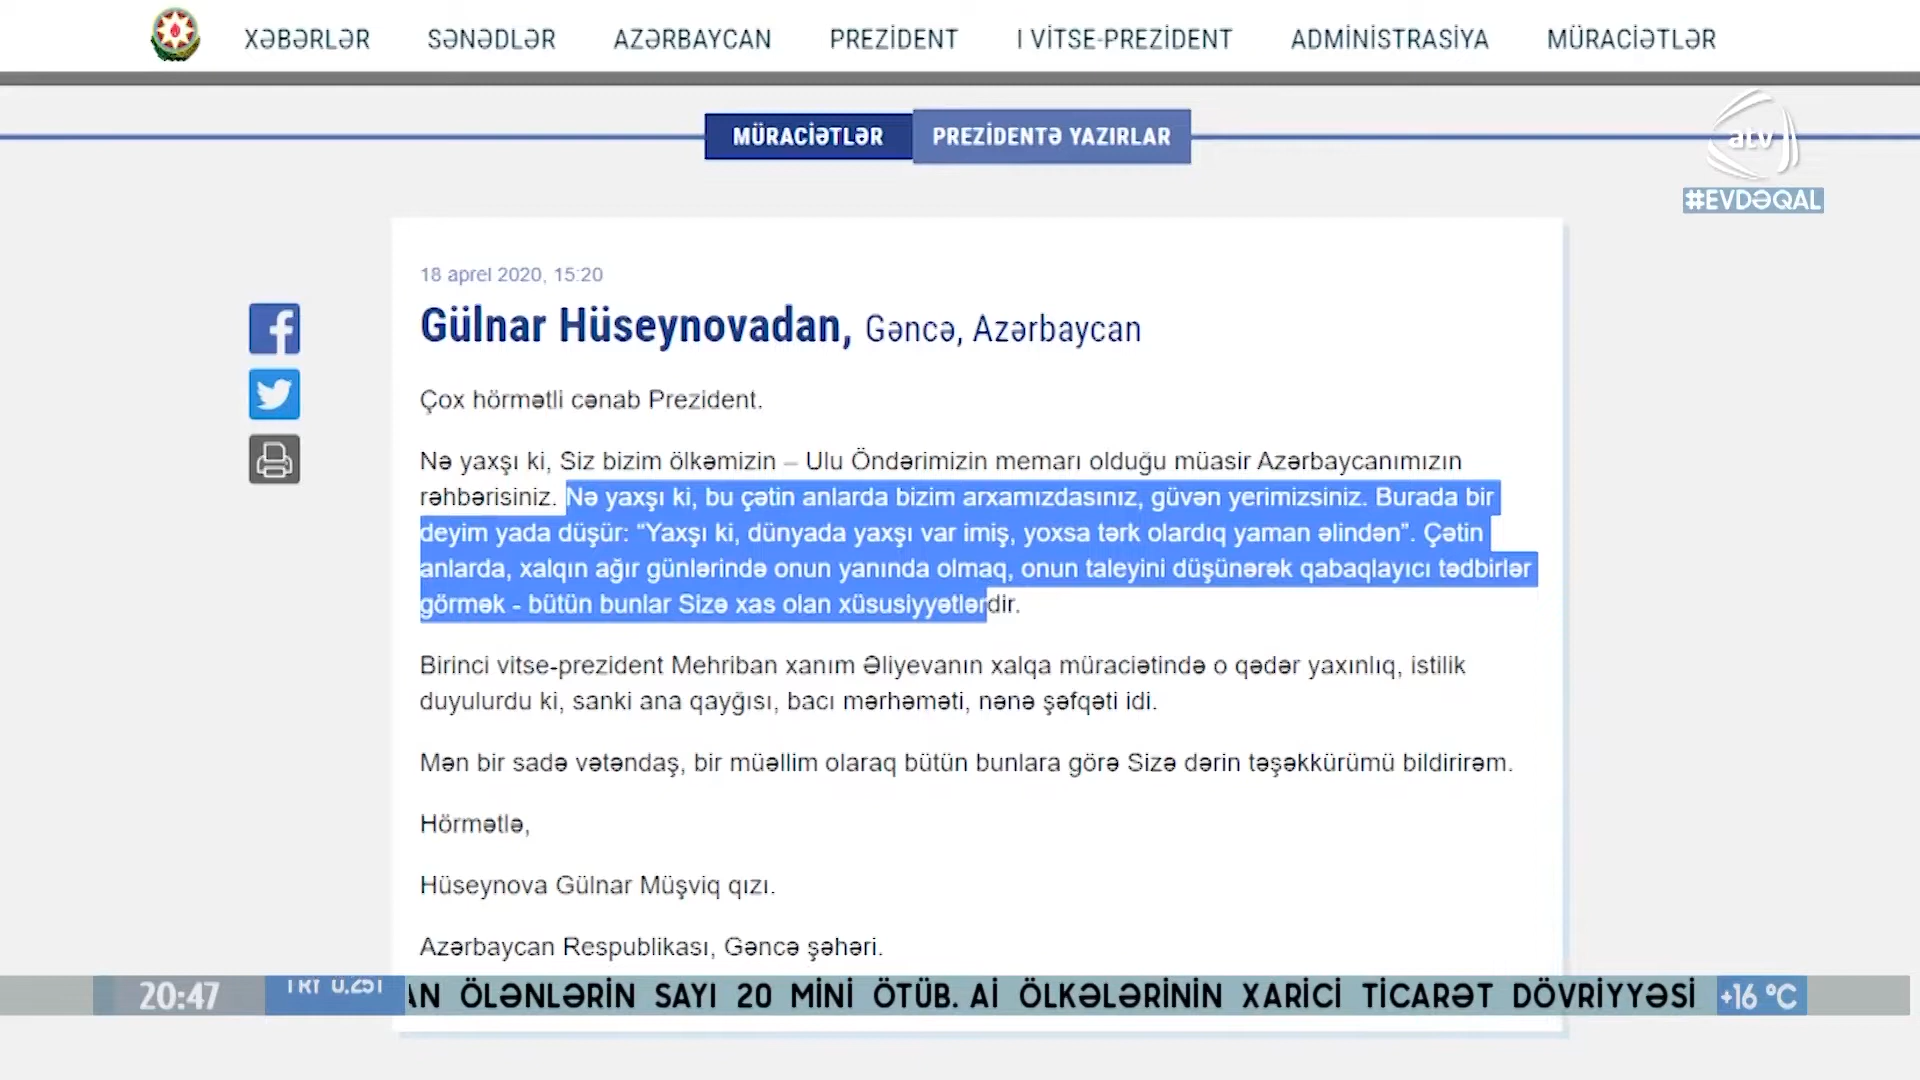 XƏBƏRLƏR SƏNƏDLƏR AZƏRBAYCAN PREZİDENT I VİTSE-PREZİDENT ADMİNİSTRASİYA MÜRACİƏTLƏR
MÜRACİƏTLƏR PREZİDENTƏ YAZIRLAR
atv
#EVDƏQAL
18 aprel 2020, 15:20
Gülnar Hüseynovadan, Gəncə, Azərbaycan
Çox hörmətli cənab Prezident.
Nə yaxşı ki, Siz bizim ölkəmizin – Ulu Öndərimizin memarı olduğu müasir Azərbaycanımızın
rəhbərisiniz. Nə yaxşı ki, bu çətin anlarda bizim arxamızdasınız, güvən yerimizsiniz. Burada bir
deyim yada düşür: “Yaxşı ki, dünyada yaxşı var imiş, yoxsa tərk olardıq yaman əlindən”. Çətin
anlarda, xalqın ağır günlərində onun yanında olmaq, onun taleyini düşünərək qabaqlayıcı tədbirlər
görmək - bütün bunlar Sizə xas olan xüsusiyyətlərdir.
Birinci vitse-prezident Mehriban xanım Əliyevanın xalqa müraciətində o qədər yaxınlıq, istilik
duyulurdu ki, sanki ana qayğısı, bacı mərhəməti, nənə şəfqəti idi.
Mən bir sadə vətəndaş, bir müəllim olaraq bütün bunlara görə Sizə dərin təşəkkürümü bildirirəm.
Hörmətlə,
Hüseynova Gülnar Müşviq qızı.
Azərbaycan Respublikası, Gəncə şəhəri.
20:47 TRY 0.251 AN ÖLƏNLƏRİN SAYI 20 MİNİ ÖTÜB. Aİ ÖLKƏLƏRİNİN XARİCİ TİCARƏT DÖVRİYYƏSİ +16 °C